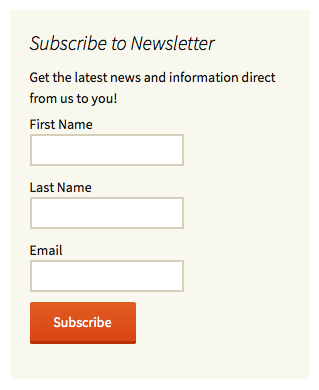 Subscribe to Newsletter
Get the latest news and information direct
from us to you!
First Name
Last Name
Email
Subscribe